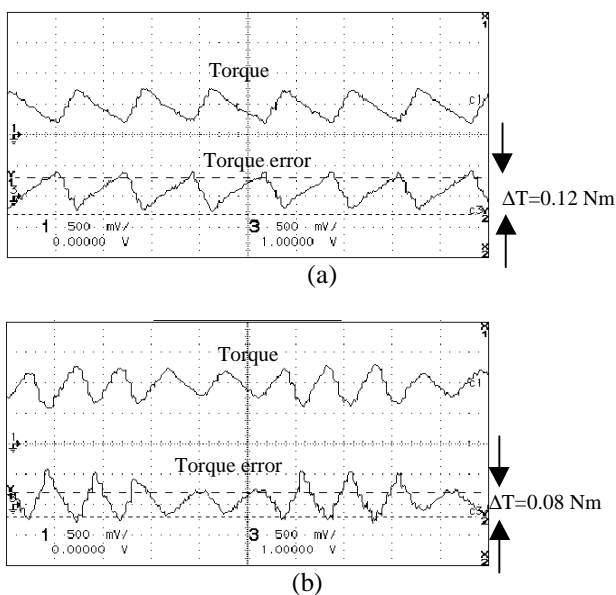 Torque
c1
Torque error
ΔT=0.12 Nm
c3
1 500 mV/ 3 500 mV/
0.00000 V 1.00000 V
(a)
Torque
c1
Torque error
ΔT=0.08 Nm
c3
1 500 mV/ 3 500 mV/
0.00000 V 1.00000 V
(b)